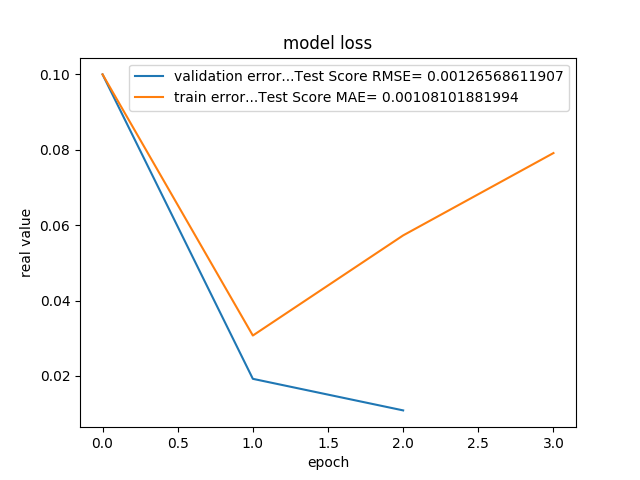 model loss
validation error...Test Score RMSE= 0.00126568611907
train error...Test Score MAE= 0.00108101881994
real value
0.10
0.08
0.06
0.04
0.02
0.0 0.5 1.0 1.5 2.0 2.5 3.0
epoch